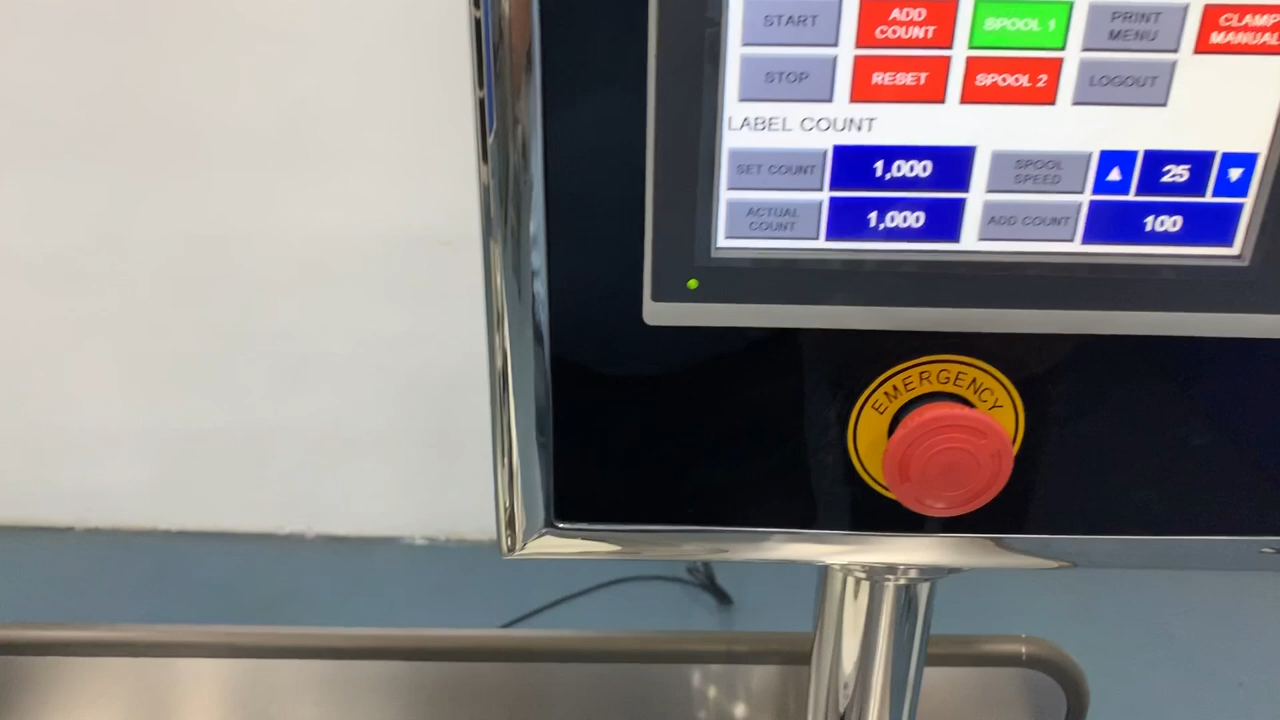 START
ADD
COUNT
SPOOL 1
PRINT
MENU
CLAMP
MANUAL
STOP
RESET
SPOOL 2
LOGOUT
LABEL COUNT
SET COUNT
1,000
SPOOL
SPEED
▲
25
▼
ACTUAL
COUNT
1,000
ADD COUNT
100
EMERGENCY